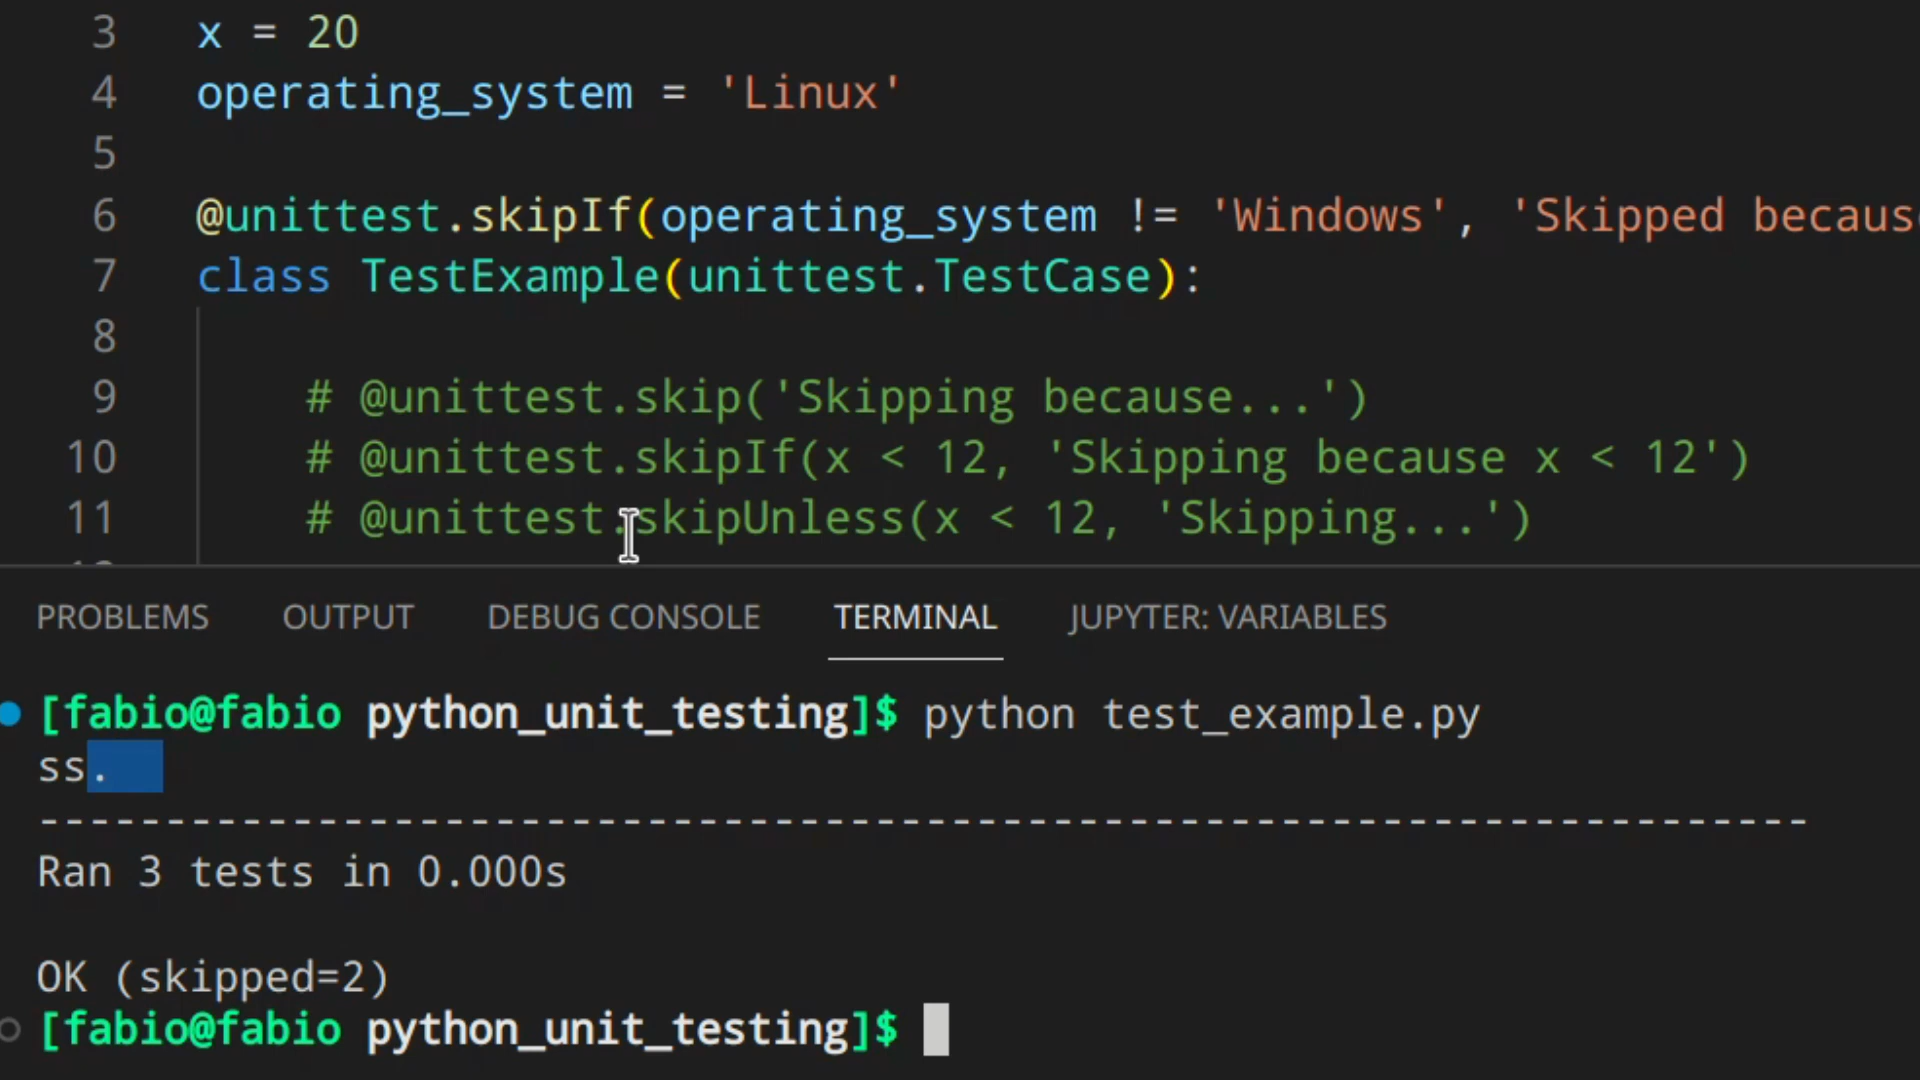 3 x = 20
4 operating_system = 'Linux'
5
6 @unittest.skipIf(operating_system != 'Windows', 'Skipped
7 class TestExample(unittest.TestCase):
8
9 # @unittest.skip('Skipping because...')
10 # @unittest.skipIf(x < 12, 'Skipping because x < 12')
11 # @unittest.skipUnless(x < 12, 'Skipping...')
PROBLEMS OUTPUT DEBUG CONSOLE TERMINAL JUPYTER: VARIABLES
[fabio@fabio python_unit_testing]$ python test_example.py
ss.
----------------------------------------------------------------------
Ran 3 tests in 0.000s
OK (skipped=2)
[fabio@fabio python_unit_testing]$